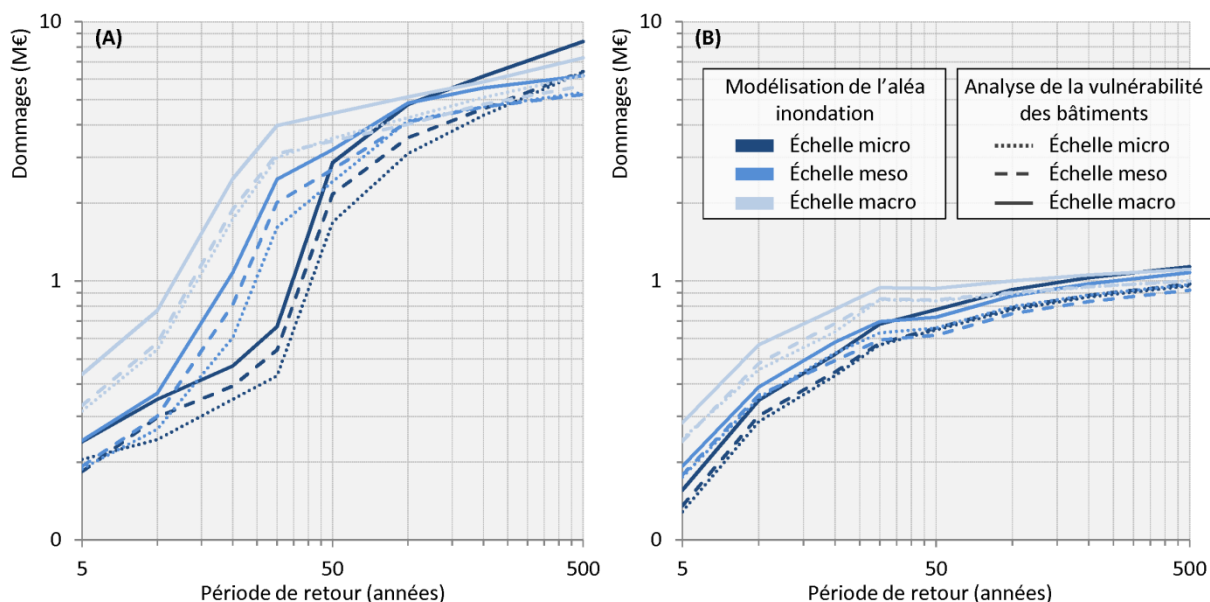 (A)
Dommages (M€)
10
1
0
5
50
500
Période de retour (années)
(B)
Dommages (M€)
10
1
0
5
50
500
Période de retour (années)
Modélisation de l'aléa
inondation
Échelle micro
Échelle meso
Échelle macro
Analyse de la vulnérabilité
des bâtiments
Échelle micro
Échelle meso
Échelle macro